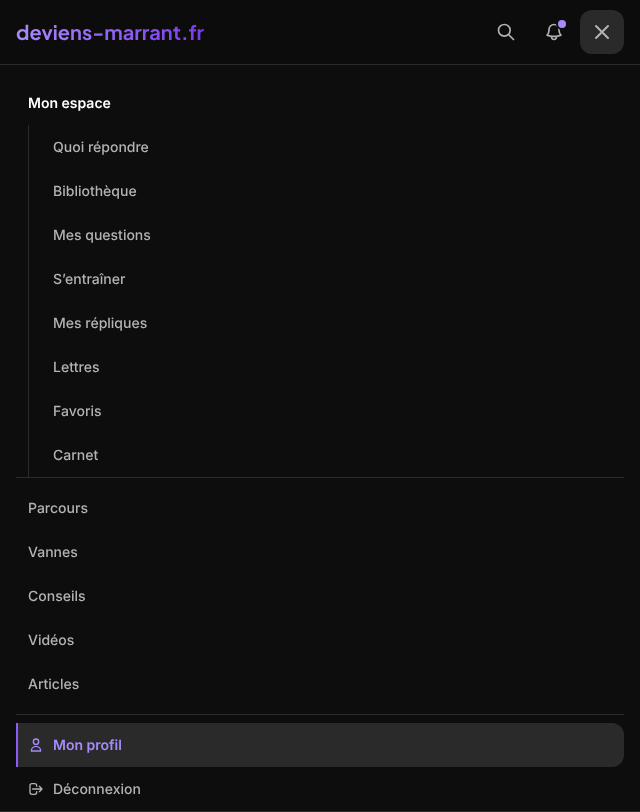 deviens-marrant.fr
Mon espace
Quoi répondre
Bibliothèque
Mes questions
S’entraîner
Mes répliques
Lettres
Favoris
Carnet
Parcours
Vannes
Conseils
Vidéos
Articles
Mon profil
Déconnexion